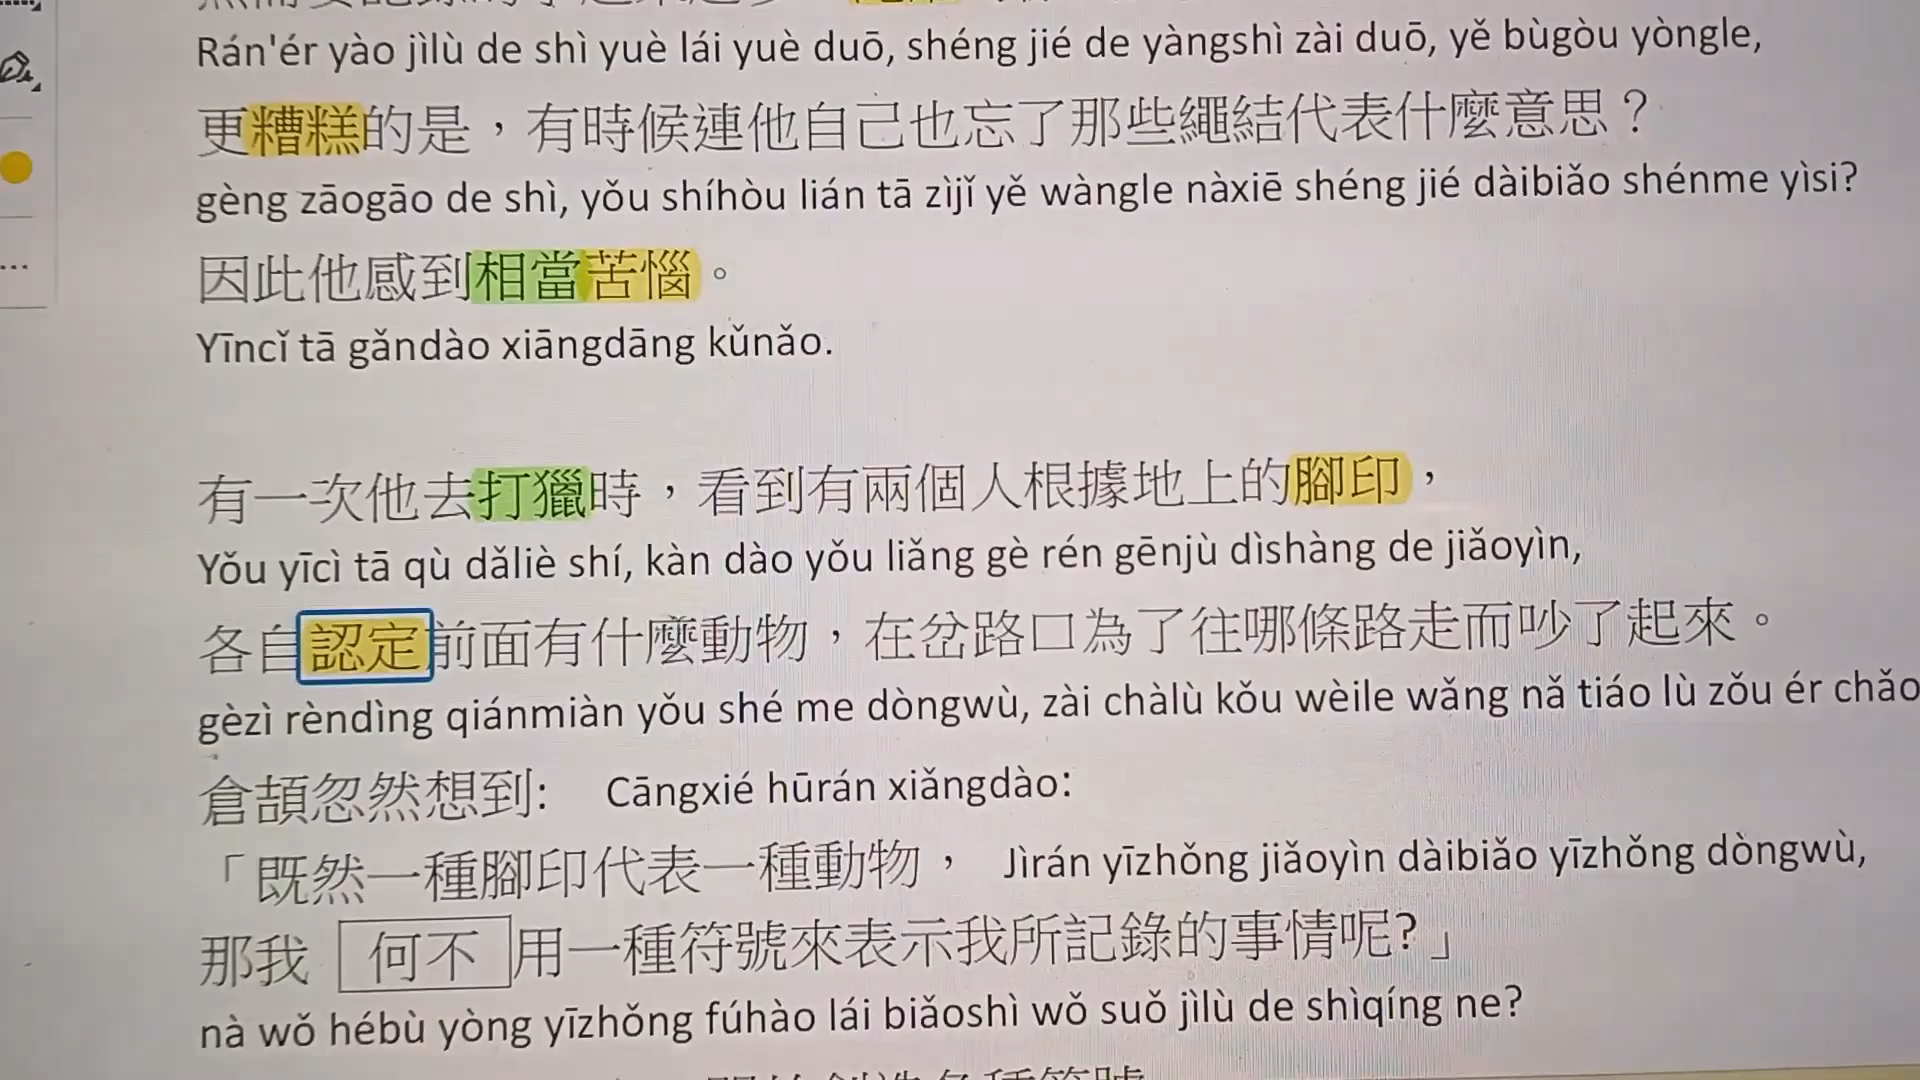 Rán'ér yào jìlù de shì yuè lái yuè duō, shéng jié de yàngshì zài duō, yě bùgòu yòngle,
更糟糕的是，有時候連他自己也忘了那些繩結代表什麼意思？
gèng zāogāo de shì, yǒu shíhòu lián tā zìjǐ yě wàngle nàxiē shéng jié dàibiǎo shénme yìsi?
因此他感到相當苦惱。
Yīncǐ tā gǎndào xiāngdāng kǔnǎo.
有一次他去打獵時，看到有兩個人根據地上的腳印，
Yǒu yīcì tā qù dǎliè shí, kàn dào yǒu liǎng gè rén gēnjù dìshàng de jiǎoyìn,
各自認定前面有什麼動物，在岔路口為了往哪條路走而吵了起來。
gèzì rèndìng qiánmiàn yǒu shé me dòngwù, zài chàlù kǒu wèile wǎng nǎ tiáo lù zǒu ér chǎo
倉頡忽然想到: Cāngxié hūrán xiǎngdào:
「既然一種腳印代表一種動物， Jìrán yīzhǒng jiǎoyìn dàibiǎo yīzhǒng dòngwù,
那我 何不 用一種符號來表示我所記錄的事情呢?」
nà wǒ hébù yòng yīzhǒng fúhào lái biǎoshì wǒ suǒ jìlù de shìqíng ne?